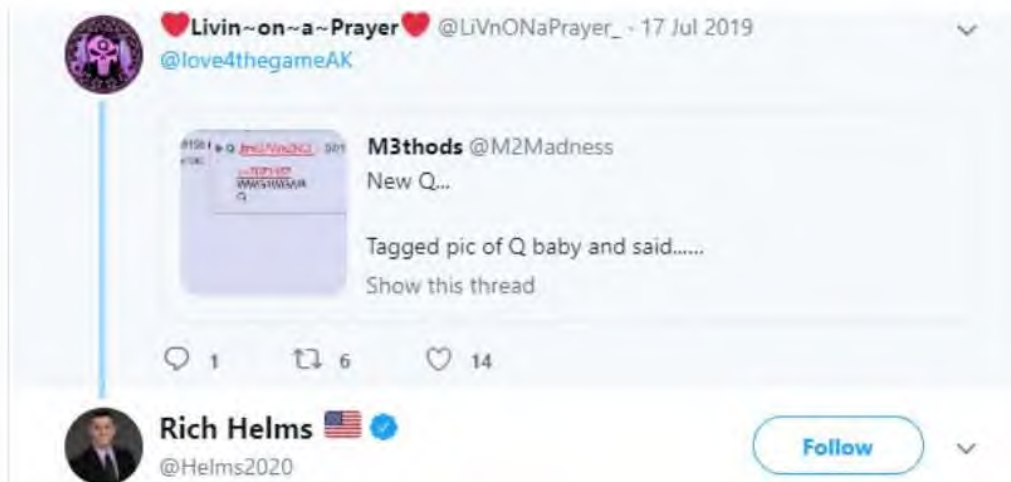 Livin~on~a~Prayer @LiVnONaPrayer_ · 17 Jul 2019
@love4thegameAK
M3thods @M2Madness
New Q...
Q
Tagged pic of Q baby and said......
Show this thread
1 6 14
Rich Helms
@Helms2020
Follow